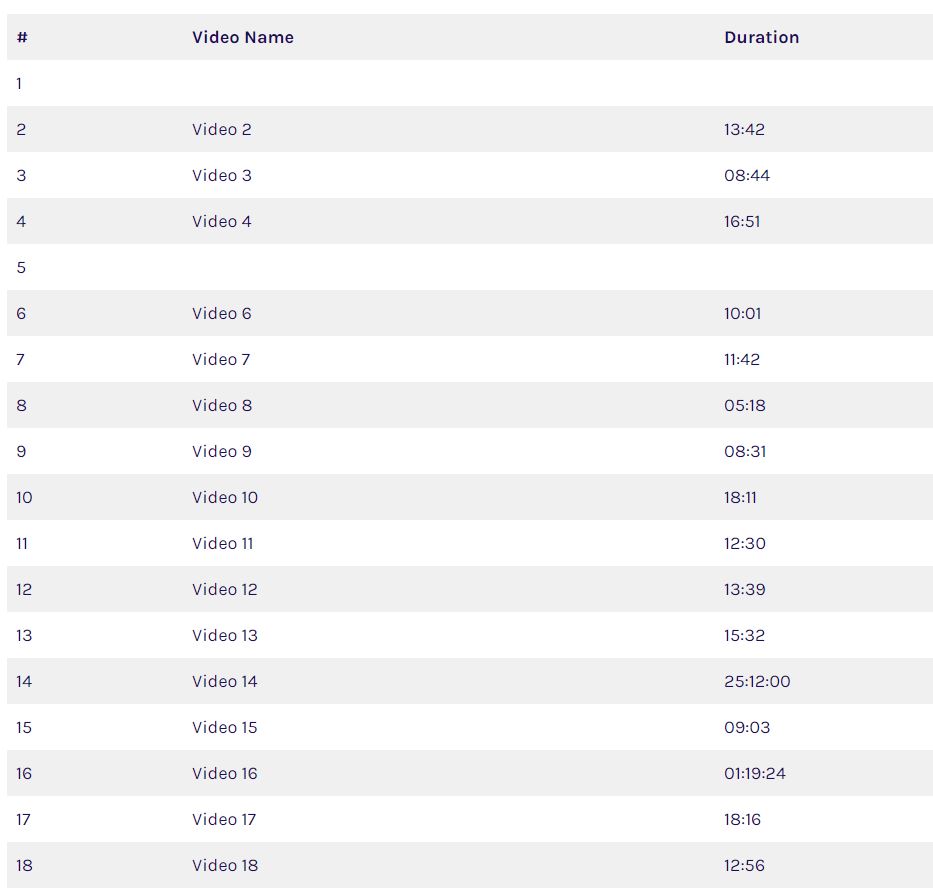 # Video Name Duration
1
2 Video 2 13:42
3 Video 3 08:44
4 Video 4 16:51
5
6 Video 6 10:01
7 Video 7 11:42
8 Video 8 05:18
9 Video 9 08:31
10 Video 10 18:11
11 Video 11 12:30
12 Video 12 13:39
13 Video 13 15:32
14 Video 14 25:12:00
15 Video 15 09:03
16 Video 16 01:19:24
17 Video 17 18:16
18 Video 18 12:56